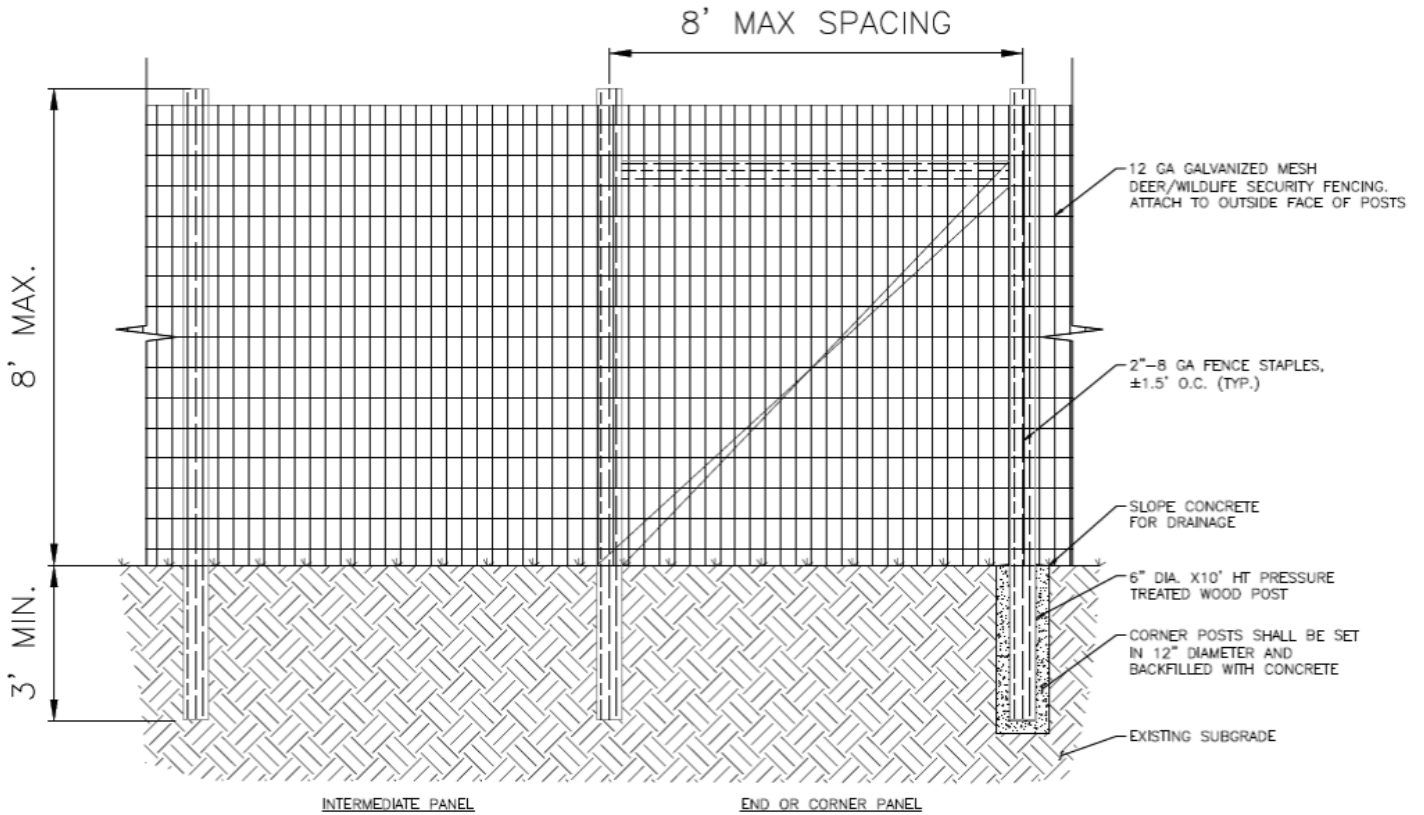 8' MAX SPACING
12 GA GALVANIZED MESH
DEER/WILDLIFE SECURITY FENCING.
ATTACH TO OUTSIDE FACE OF POSTS
8' MAX.
2"-8 GA FENCE STAPLES,
±1.5' O.C. (TYP.)
SLOPE CONCRETE
FOR DRAINAGE
3' MIN.
6" DIA. X10' HT PRESSURE
TREATED WOOD POST
CORNER POSTS SHALL BE SET
IN 12" DIAMETER AND
BACKFILLED WITH CONCRETE
EXISTING SUBGRADE
INTERMEDIATE PANEL
END OR CORNER PANEL